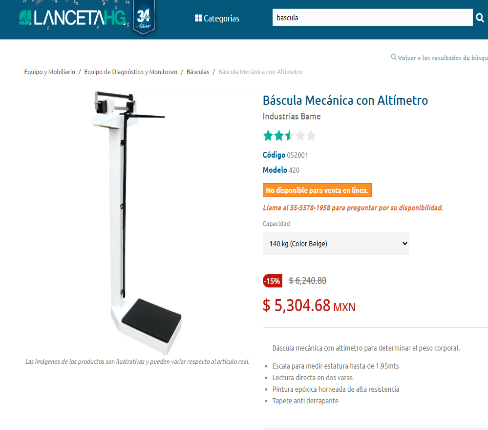 LANCETAHG
34
Años
Categorías
bascula
Volver a los resultados de búsqu
Equipo y Mobiliario / Equipo de Diagnóstico y Monitoreo / Básculas / Báscula Mecánica con Altímetro
Báscula Mecánica con Altímetro
Industrias Bame
Código 052001
Modelo 420
No disponible para venta en línea.
Llame al 55-5578-1958 para preguntar por su disponibilidad.
Capacidad
140 kg (Color Beige)
-15% $ 6,240.80
$ 5,304.68 MXN
Báscula mecánica con altímetro para determinar el peso corporal.
• Escala para medir estatura hasta de 1.95mts
• Lectura directa en dos varas
• Pintura epóxica horneada de alta resistencia
• Tapete anti derrapante
Las imágenes de los productos son ilustrativas y pueden variar respecto al artículo real.